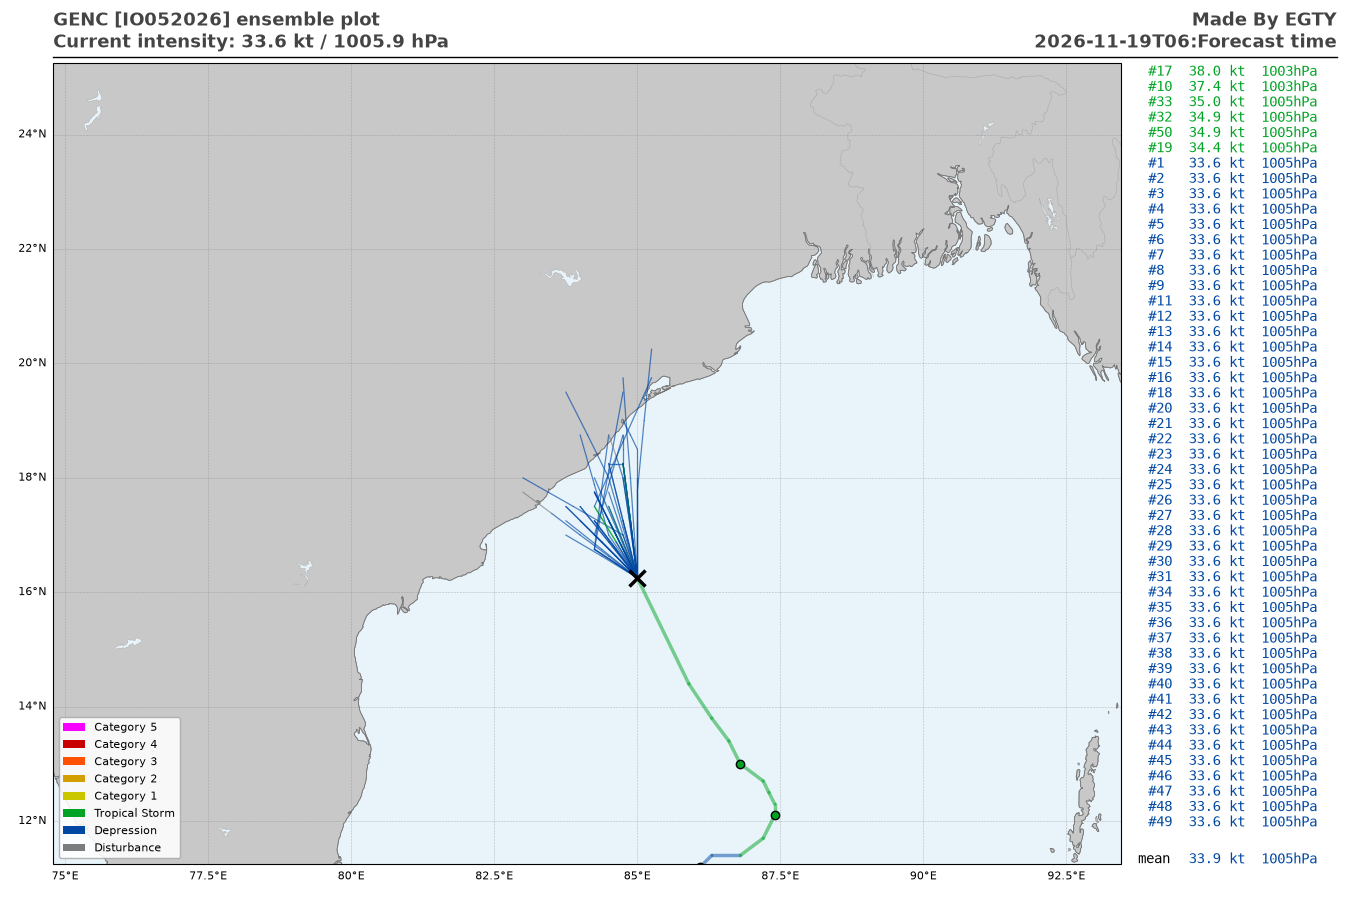 GENC [IO052026] ensemble plot
Current intensity: 33.6 kt / 1005.9 hPa
Made By EGTY
2026-11-19T06:Forecast time
#17 38.0 kt 1003hPa
#10 37.4 kt 1003hPa
#33 35.0 kt 1005hPa
#32 34.9 kt 1005hPa
#50 34.9 kt 1005hPa
#19 34.4 kt 1005hPa
#1 33.6 kt 1005hPa
#2 33.6 kt 1005hPa
#3 33.6 kt 1005hPa
#4 33.6 kt 1005hPa
#5 33.6 kt 1005hPa
#6 33.6 kt 1005hPa
#7 33.6 kt 1005hPa
#8 33.6 kt 1005hPa
#9 33.6 kt 1005hPa
#11 33.6 kt 1005hPa
#12 33.6 kt 1005hPa
#13 33.6 kt 1005hPa
#14 33.6 kt 1005hPa
#15 33.6 kt 1005hPa
#16 33.6 kt 1005hPa
#18 33.6 kt 1005hPa
#20 33.6 kt 1005hPa
#21 33.6 kt 1005hPa
#22 33.6 kt 1005hPa
#23 33.6 kt 1005hPa
#24 33.6 kt 1005hPa
#25 33.6 kt 1005hPa
#26 33.6 kt 1005hPa
#27 33.6 kt 1005hPa
#28 33.6 kt 1005hPa
#29 33.6 kt 1005hPa
#30 33.6 kt 1005hPa
#31 33.6 kt 1005hPa
#34 33.6 kt 1005hPa
#35 33.6 kt 1005hPa
#36 33.6 kt 1005hPa
#37 33.6 kt 1005hPa
#38 33.6 kt 1005hPa
#39 33.6 kt 1005hPa
#40 33.6 kt 1005hPa
#41 33.6 kt 1005hPa
#42 33.6 kt 1005hPa
#43 33.6 kt 1005hPa
#44 33.6 kt 1005hPa
#45 33.6 kt 1005hPa
#46 33.6 kt 1005hPa
#47 33.6 kt 1005hPa
#48 33.6 kt 1005hPa
#49 33.6 kt 1005hPa
mean 33.9 kt 1005hPa
24°N
22°N
20°N
18°N
16°N
14°N
12°N
Category 5
Category 4
Category 3
Category 2
Category 1
Tropical Storm
Depression
Disturbance
75°E 77.5°E 80°E 82.5°E 85°E 87.5°E 90°E 92.5°E